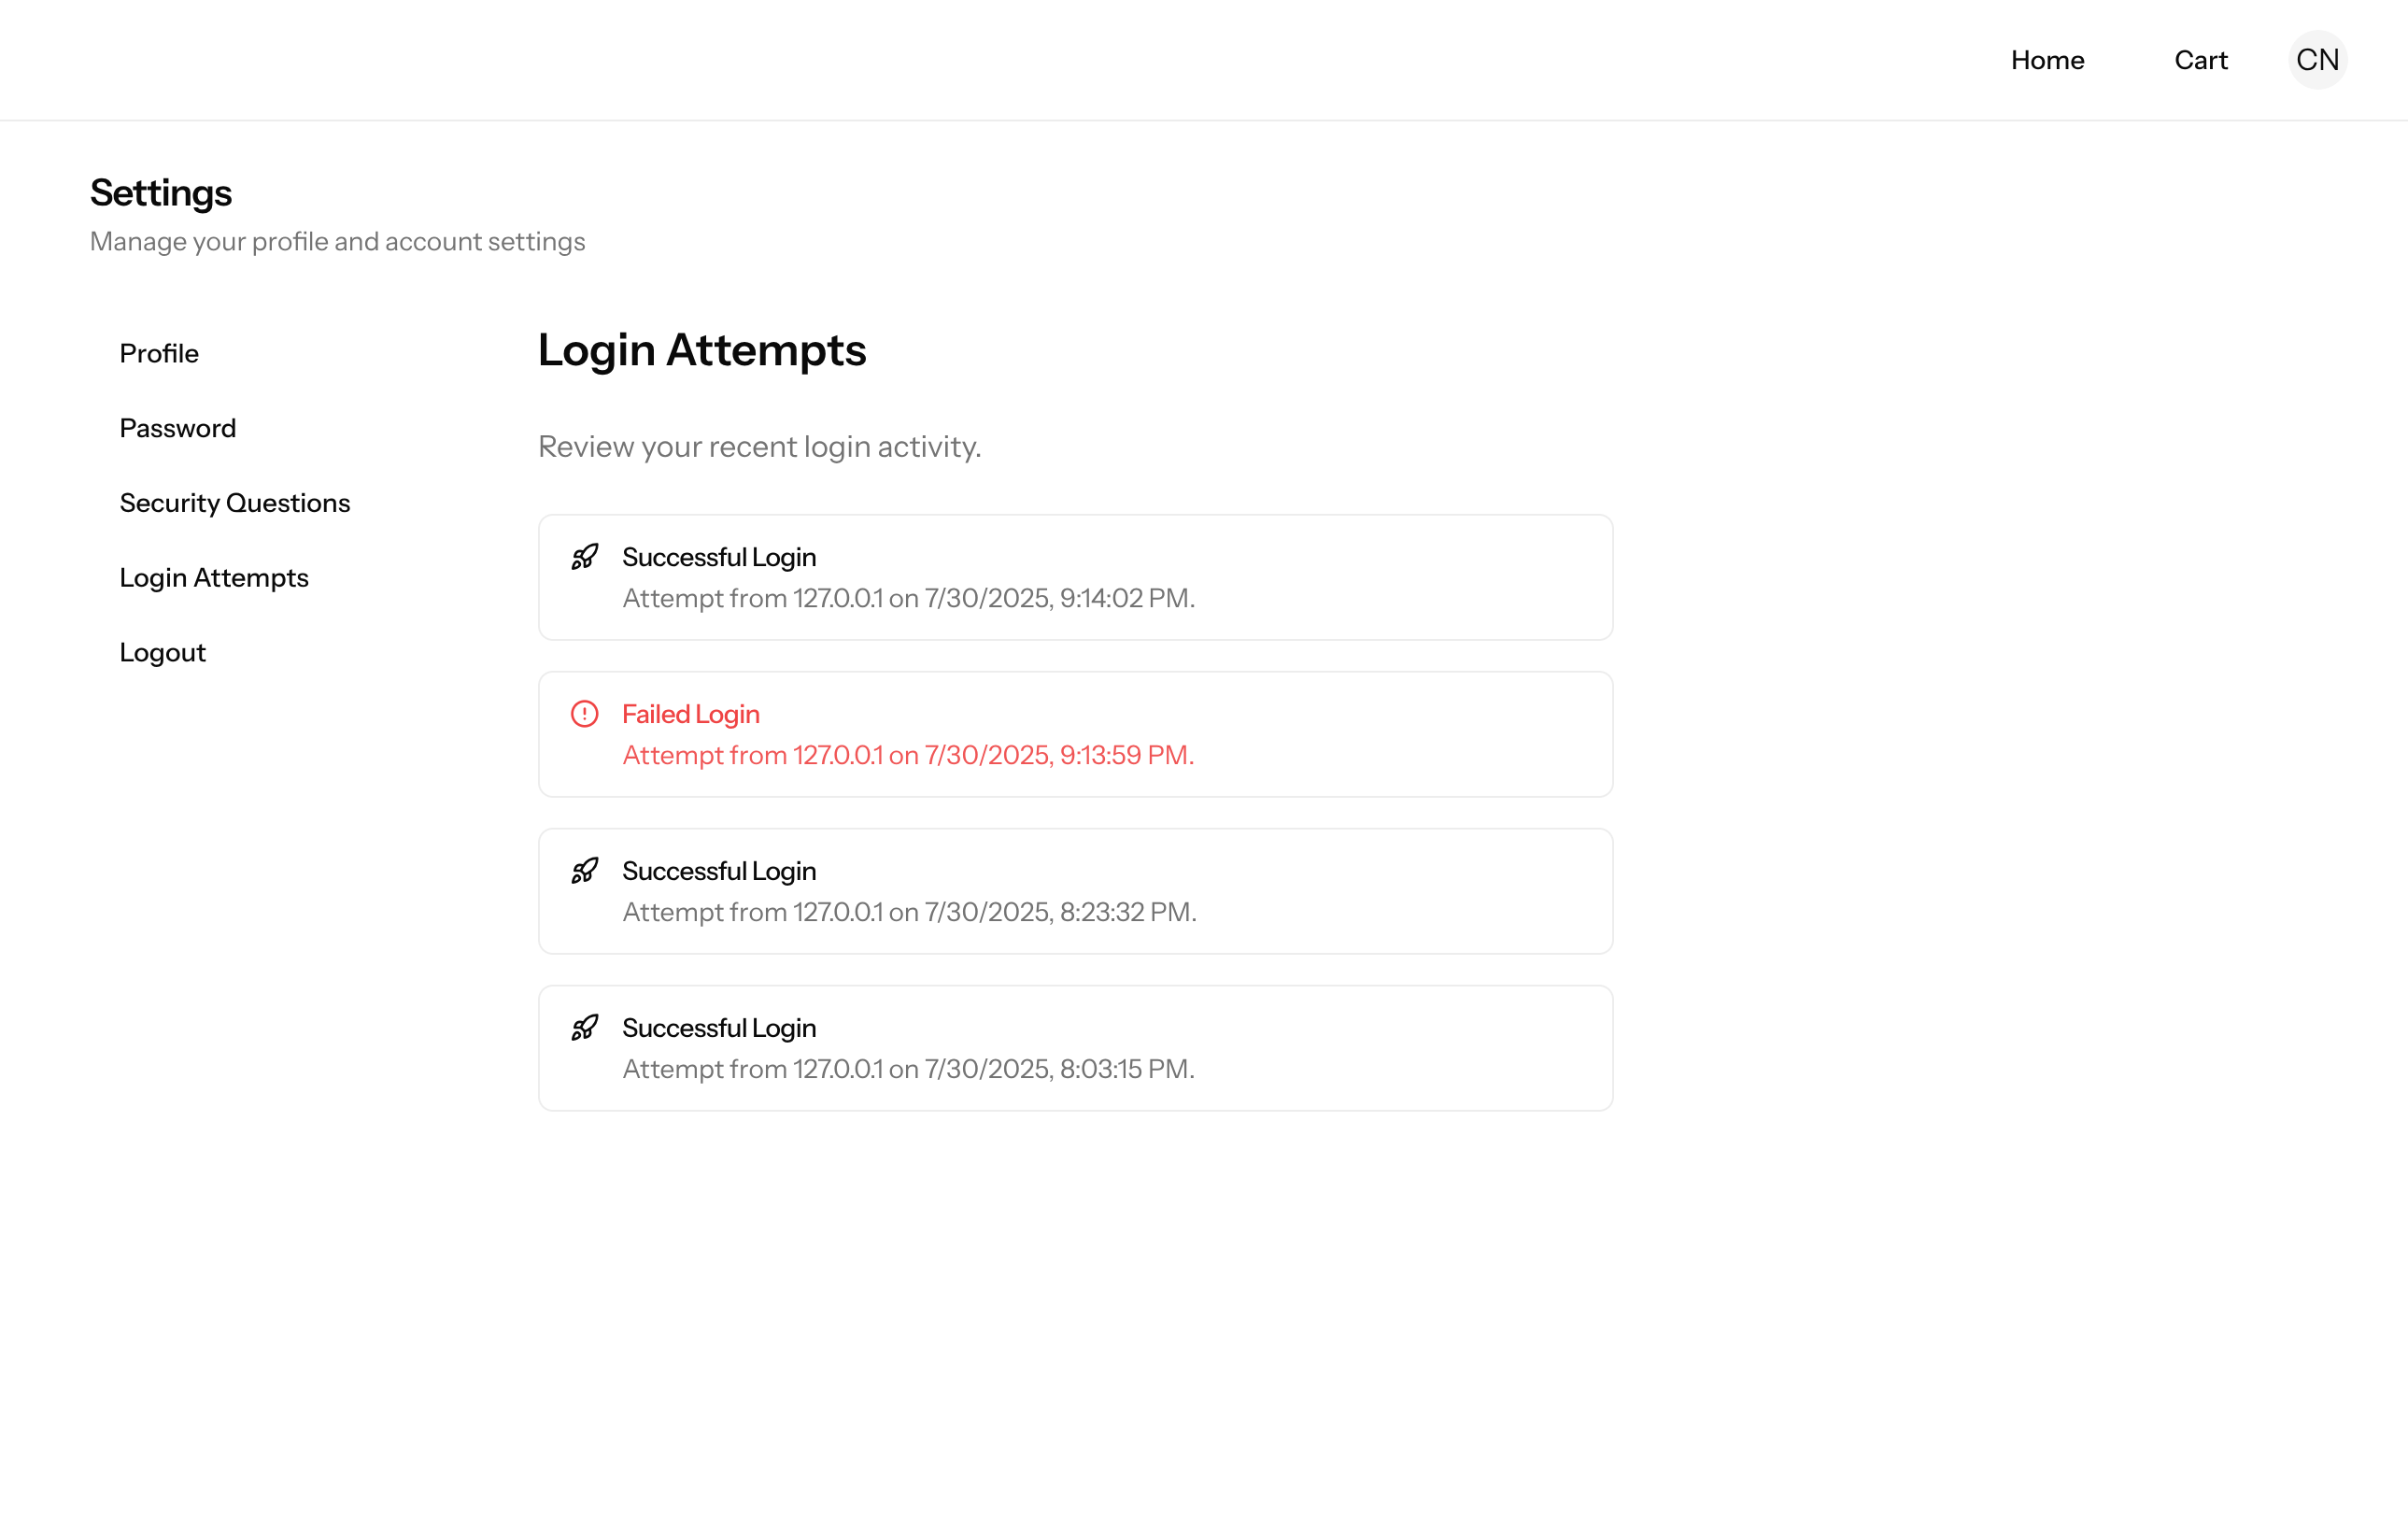 Home
Cart
CN
Settings
Manage your profile and account settings
Profile
Password
Security Questions
Login Attempts
Logout
Login Attempts
Review your recent login activity.
Successful Login
Attempt from 127.0.0.1 on 7/30/2025, 9:14:02 PM.
Failed Login
Attempt from 127.0.0.1 on 7/30/2025, 9:13:59 PM.
Successful Login
Attempt from 127.0.0.1 on 7/30/2025, 8:23:32 PM.
Successful Login
Attempt from 127.0.0.1 on 7/30/2025, 8:03:15 PM.